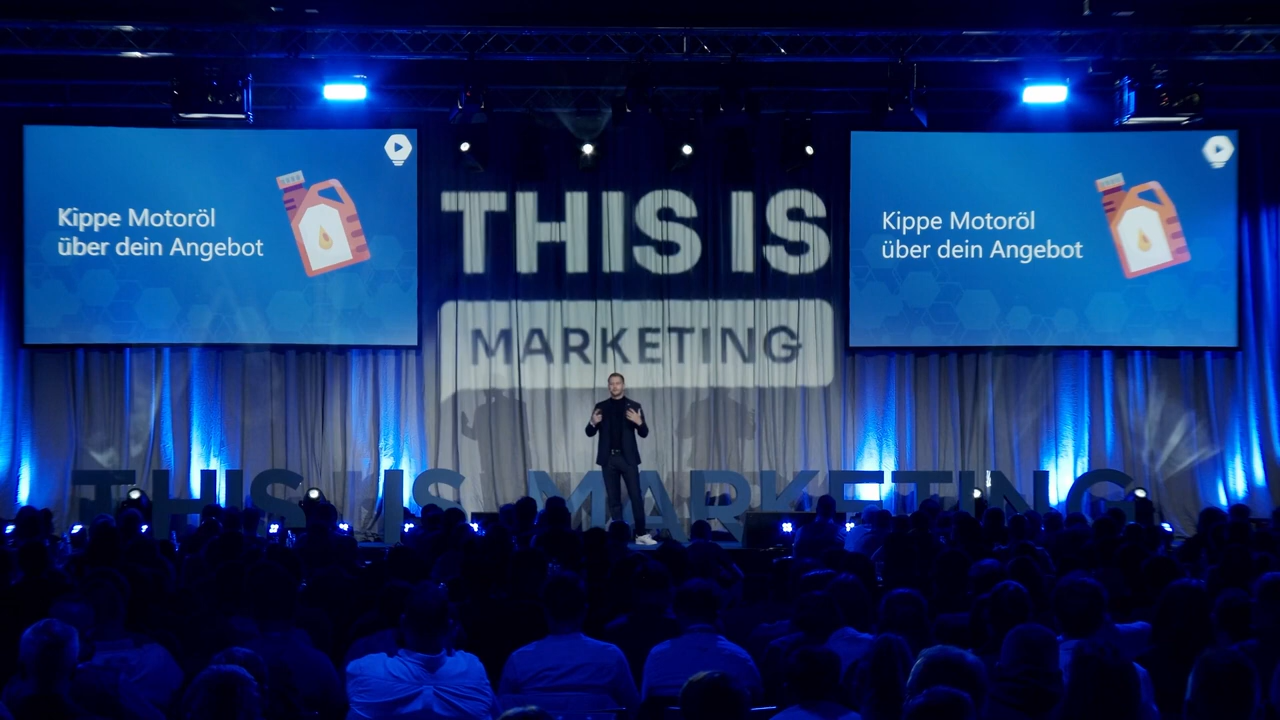 Kippe Motoröl
über dein Angebot
THIS IS
MARKETING
Kippe Motoröl
über dein Angebot
THIS IS MARKETING